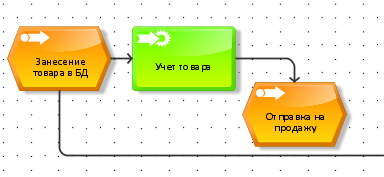 Занесение
товара в БД
Учет товара
Отправка на
продажу